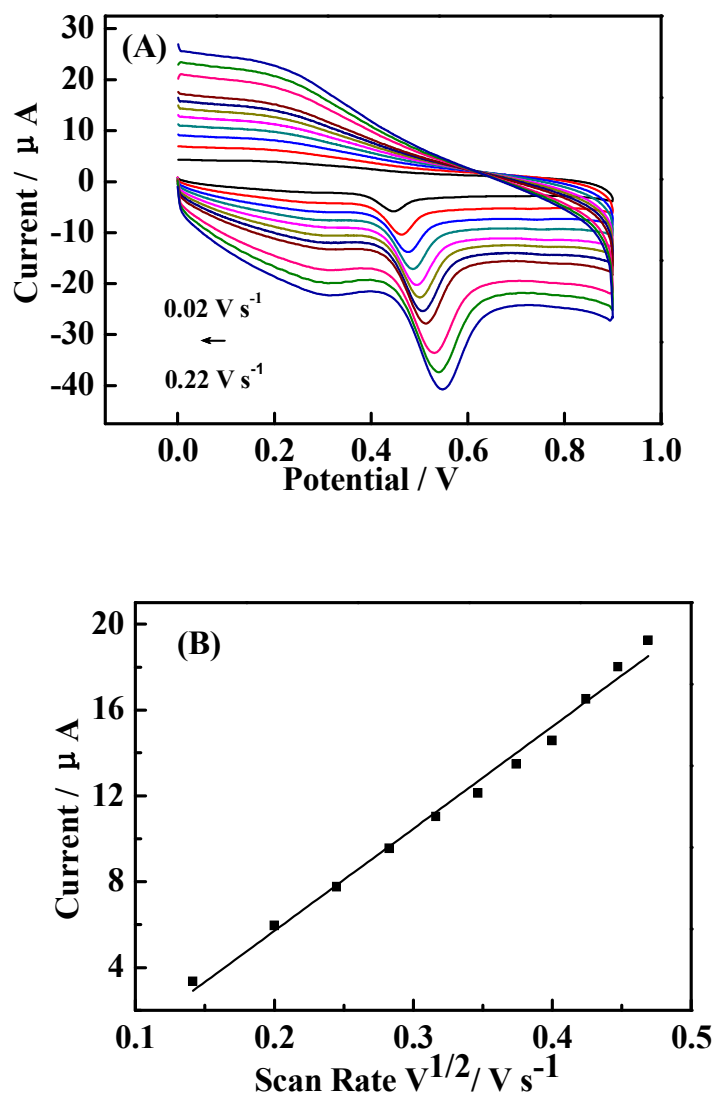 (A)
30
20
10
0
-10
-20
-30
-40
Current / μ A
0.02 V s⁻¹
←
0.22 V s⁻¹
0.0 0.2 0.4 0.6 0.8 1.0
Potential / V
(B)
20
16
12
8
4
Current / μ A
0.1 0.2 0.3 0.4 0.5
Scan Rate V^1/2/ V s⁻¹